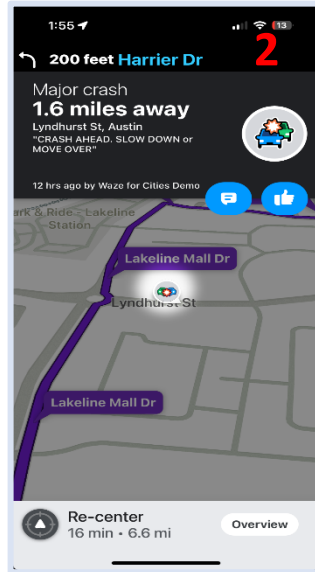 1:55
13
2
200 feet Harrier Dr
Major crash
1.6 miles away
Lyndhurst St, Austin
"CRASH AHEAD. SLOW DOWN or
MOVE OVER"
12 hrs ago by Waze for Cities Demo
ark & Ride - Lakeline
Station
Lakeline Mall Dr
Lyndhurst St
Lakeline Mall Dr
Re-center
16 min • 6.6 mi
Overview